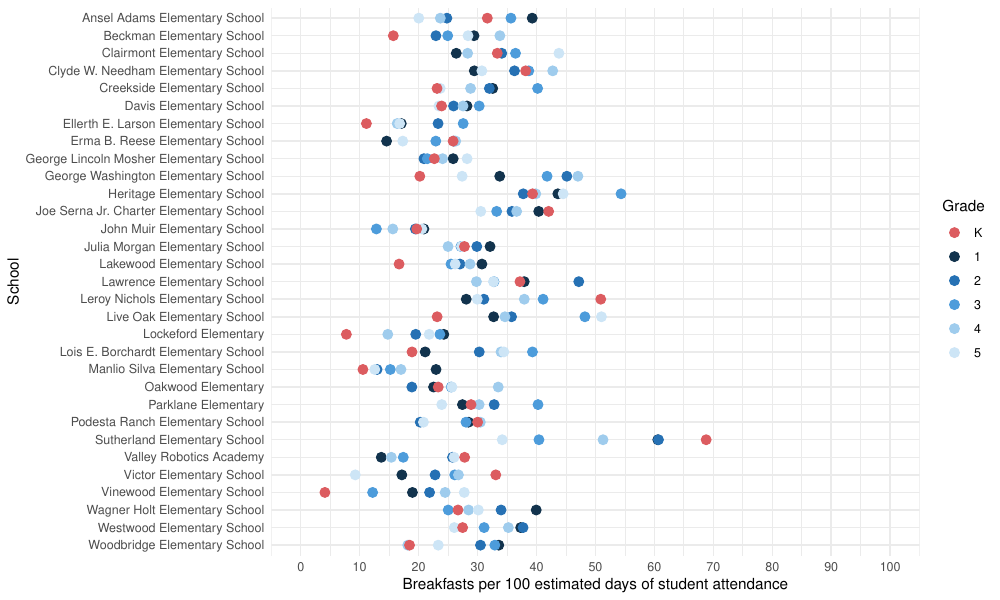 School
Ansel Adams Elementary School
Beckman Elementary School
Clairmont Elementary School
Clyde W. Needham Elementary School
Creekside Elementary School
Davis Elementary School
Ellerth E. Larson Elementary School
Erma B. Reese Elementary School
George Lincoln Mosher Elementary School
George Washington Elementary School
Heritage Elementary School
Joe Serna Jr. Charter Elementary School
John Muir Elementary School
Julia Morgan Elementary School
Lakewood Elementary School
Lawrence Elementary School
Leroy Nichols Elementary School
Live Oak Elementary School
Lockeford Elementary
Lois E. Borchardt Elementary School
Manlio Silva Elementary School
Oakwood Elementary
Parklane Elementary
Podesta Ranch Elementary School
Sutherland Elementary School
Valley Robotics Academy
Victor Elementary School
Vinewood Elementary School
Wagner Holt Elementary School
Westwood Elementary School
Woodbridge Elementary School
0 10 20 30 40 50 60 70 80 90 100
Breakfasts per 100 estimated days of student attendance
Grade
K
1
2
3
4
5